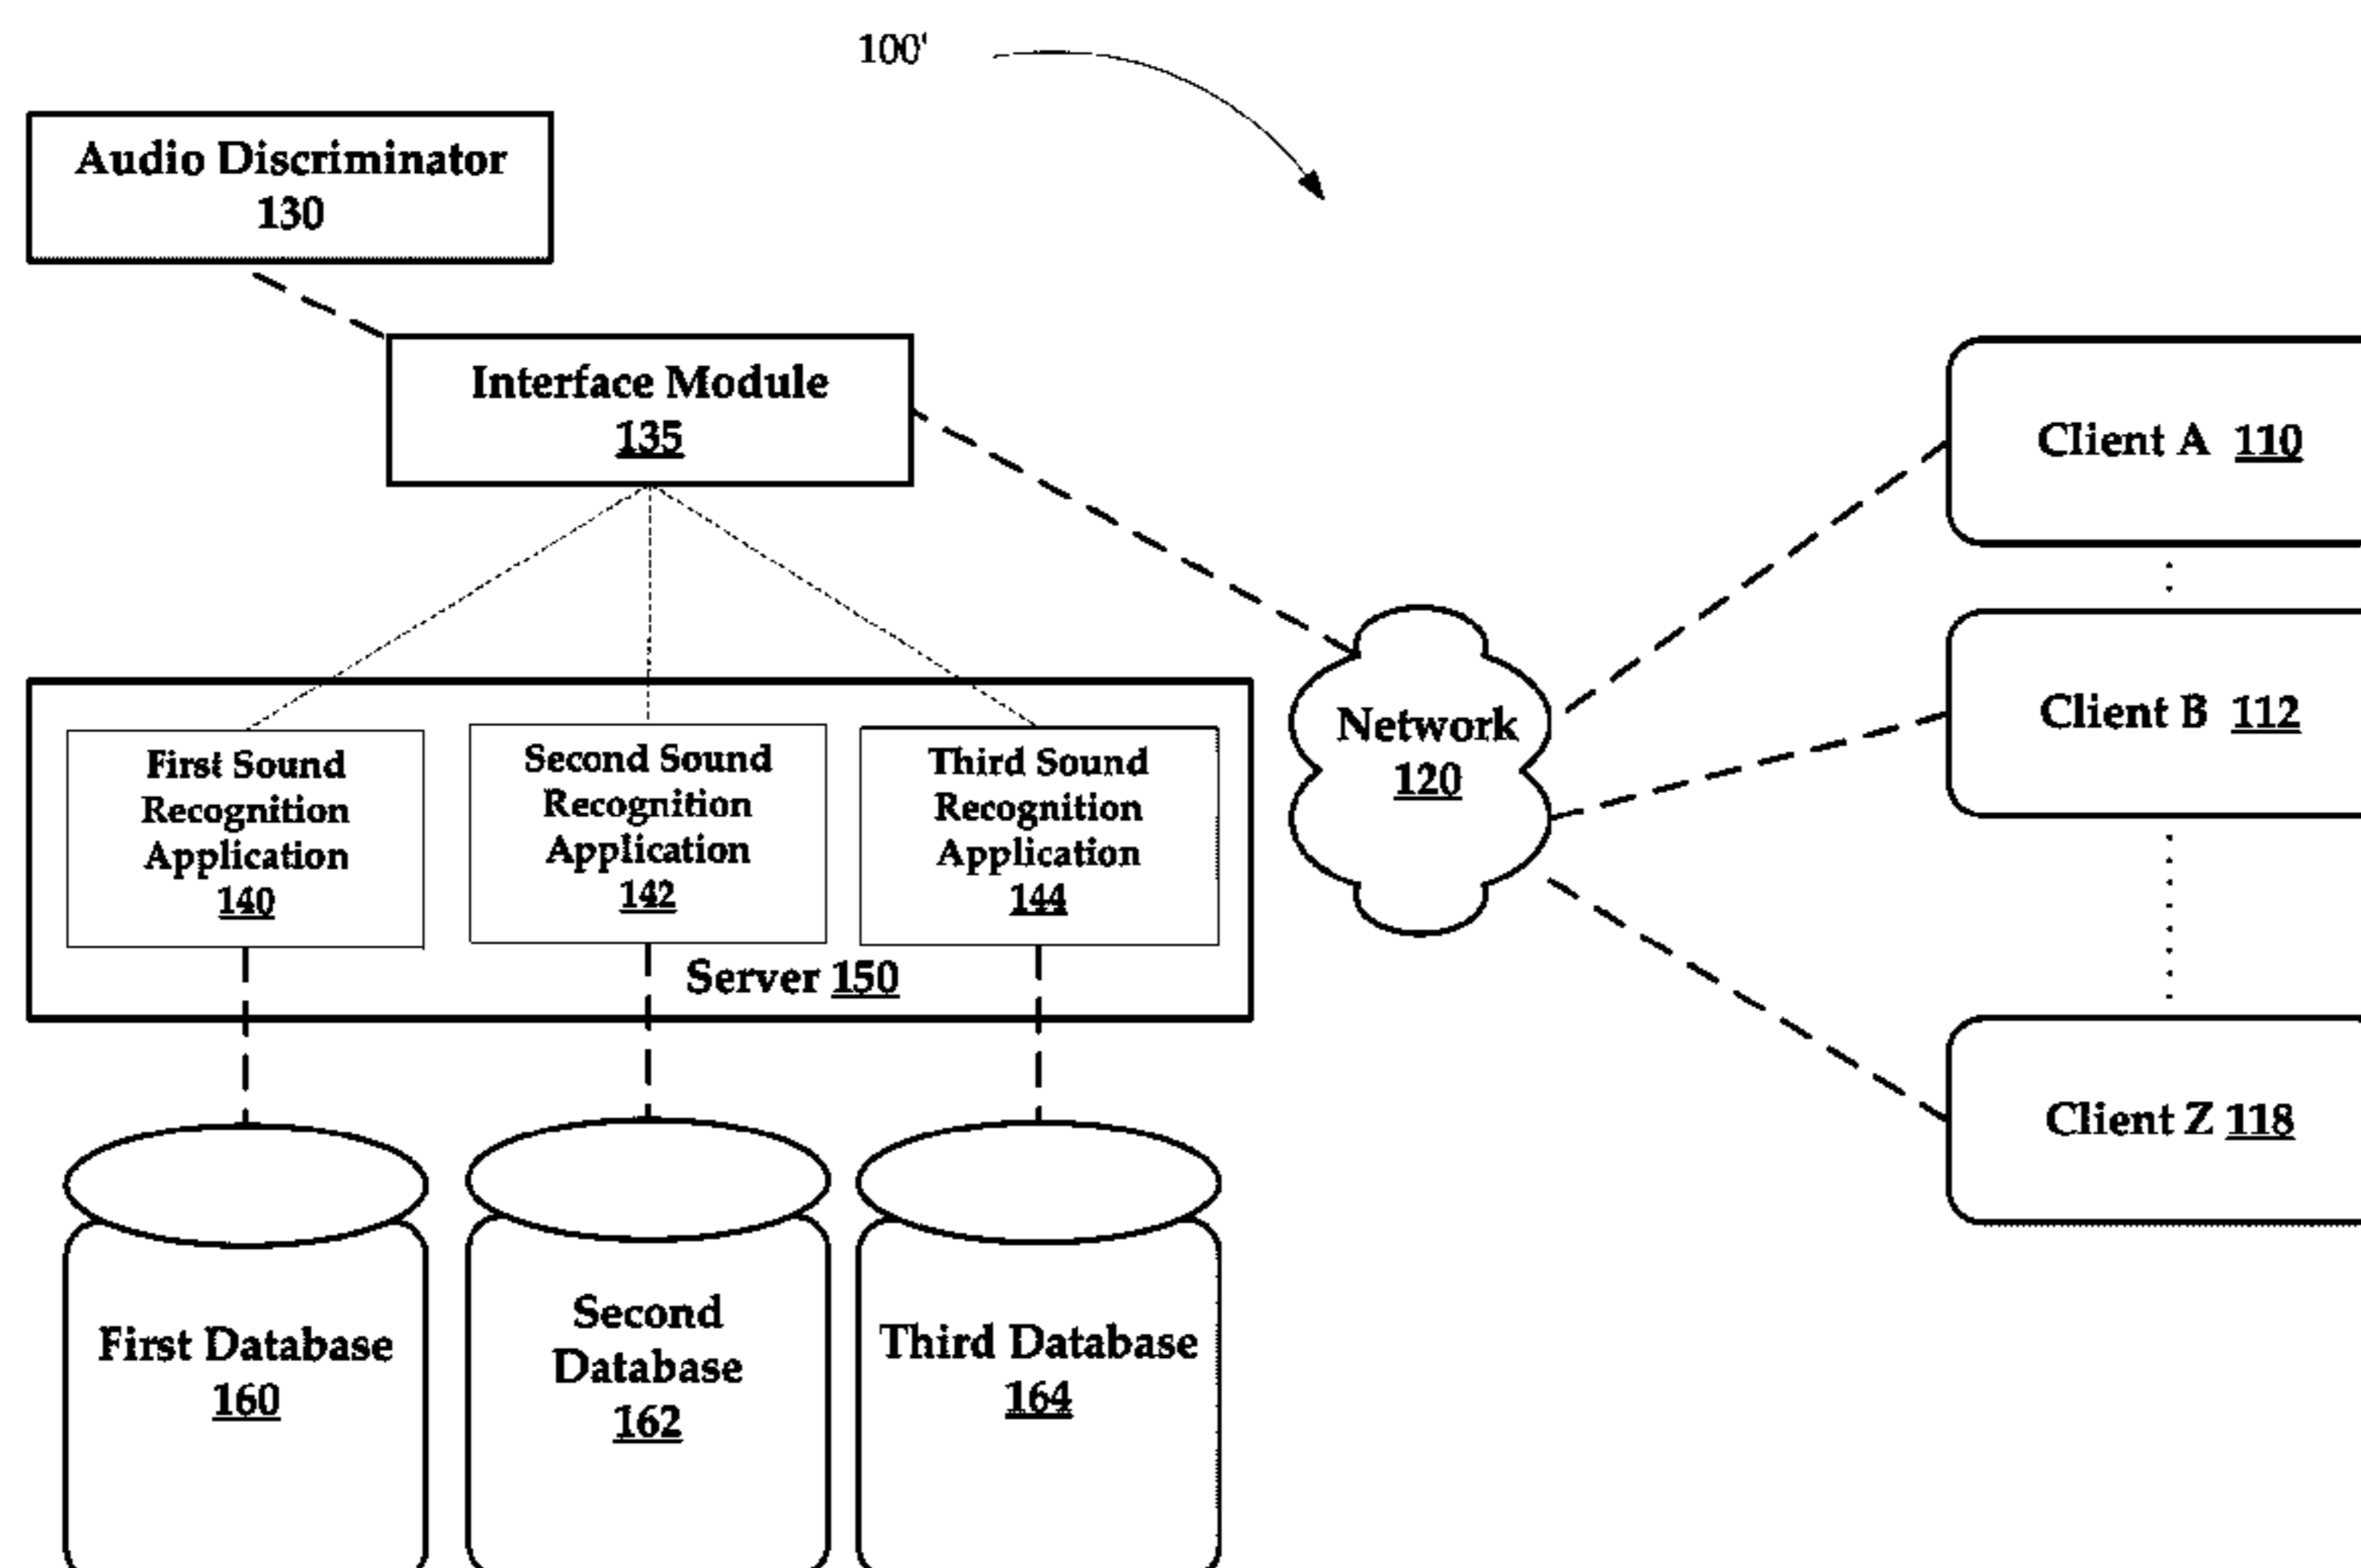 100'
Audio Discriminator
130
Interface Module
135
Client A 110
Client B 112
Network
120
First Sound
Recognition
Application
140
Second Sound
Recognition
Application
142
Third Sound
Recognition
Application
144
Server 150
Client Z 118
First Database
160
Second
Database
162
Third Database
164